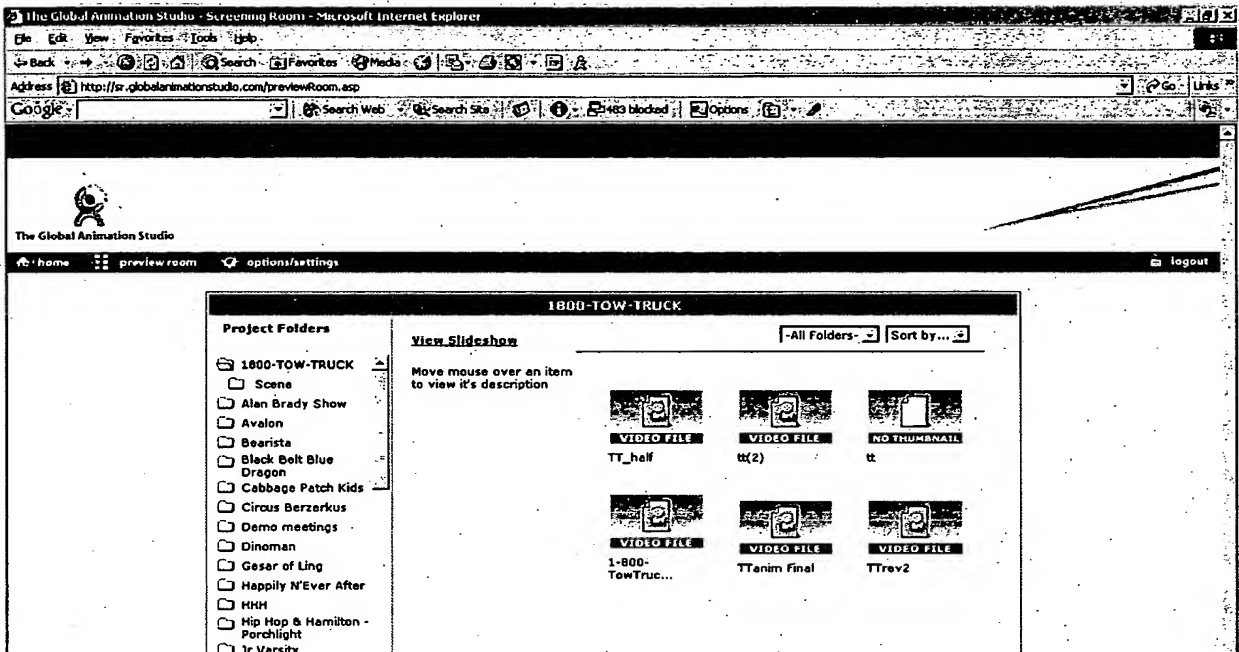 The Global Animation Studio - Screening Room - Microsoft Internet Explorer
File Edit View Favorites Tools Help
Back Search Favorites Media
Address http://sr.globalanimationstudio.com/previewRoom.asp Go Links
Google Search Web Search Site 1483 blocked Options
The Global Animation Studio
home preview room options/settings logout
1800-TOW-TRUCK
Project Folders
1800-TOW-TRUCK
Scene
Alan Brady Show
Avalon
Bearista
Black Belt Blue
Dragon
Cabbage Patch Kids
Circus Berzerkus
Demo meetings
Dinoman
Gesar of Ling
Happily N'Ever After
HHH
Hip Hop & Hamilton -
Porchlight
Jr Varsity
View Slideshow
Move mouse over an item
to view it's description
-All Folders- Sort by...
VIDEO FILE VIDEO FILE NO THUMBNAIL
TT_half tt(2) tt
VIDEO FILE VIDEO FILE VIDEO FILE
1-800-
TowTruc... TTanim Final TTrev2